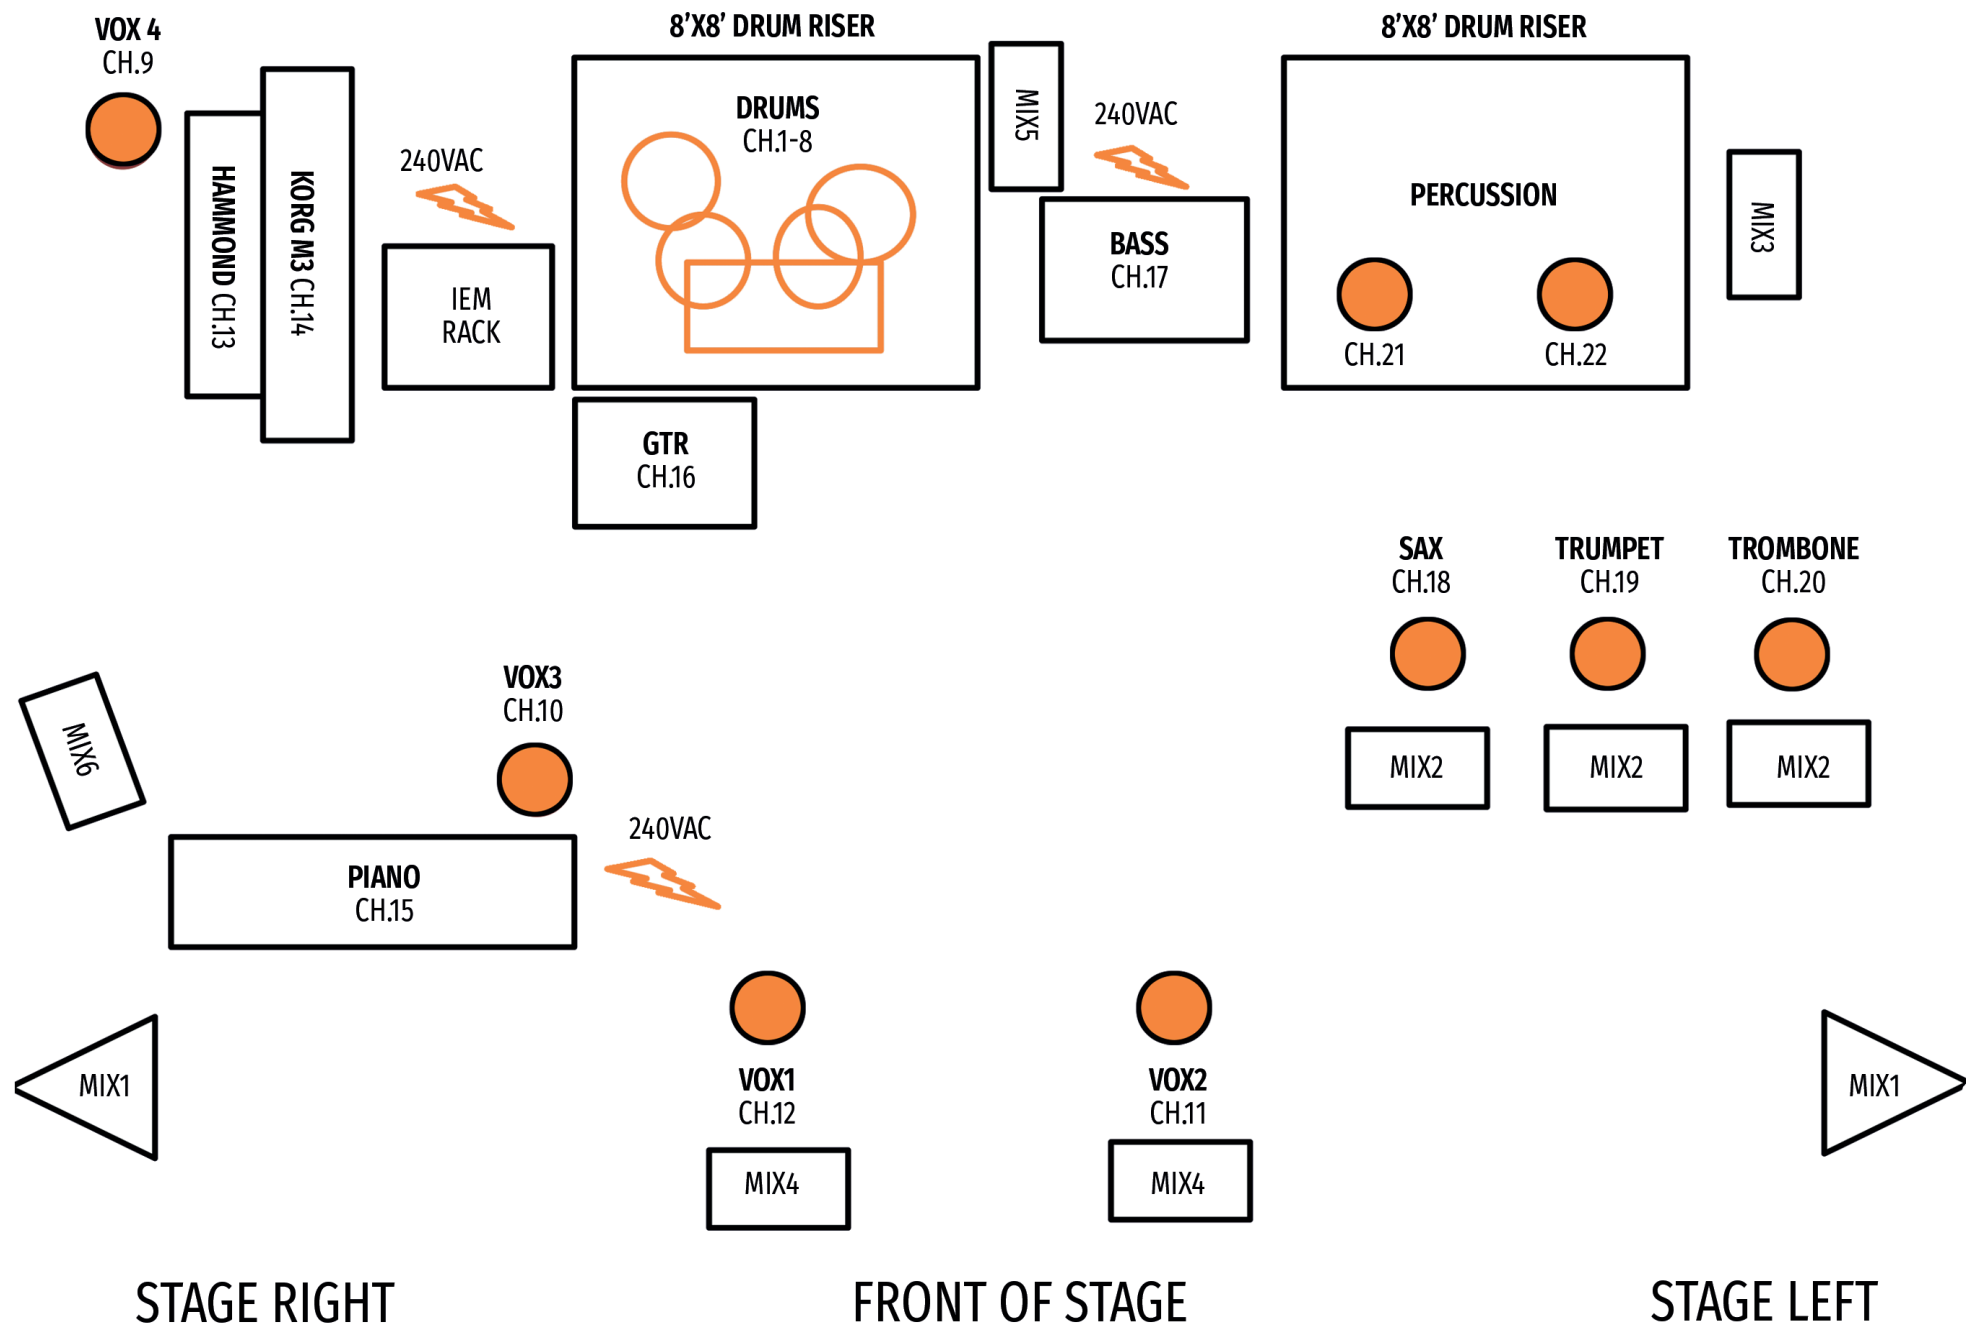 VOX 4
CH.9
8’X8’ DRUM RISER
8’X8’ DRUM RISER
HAMMOND CH.13
KORG M3 CH.14
240VAC
IEM
RACK
DRUMS
CH.1-8
MIX5
240VAC
BASS
CH.17
PERCUSSION
CH.21
CH.22
MIX3
GTR
CH.16
SAX
CH.18
TRUMPET
CH.19
TROMBONE
CH.20
MIX2
MIX2
MIX2
MIX6
VOX3
CH.10
240VAC
PIANO
CH.15
MIX1
VOX1
CH.12
MIX4
VOX2
CH.11
MIX4
MIX1
STAGE RIGHT
FRONT OF STAGE
STAGE LEFT